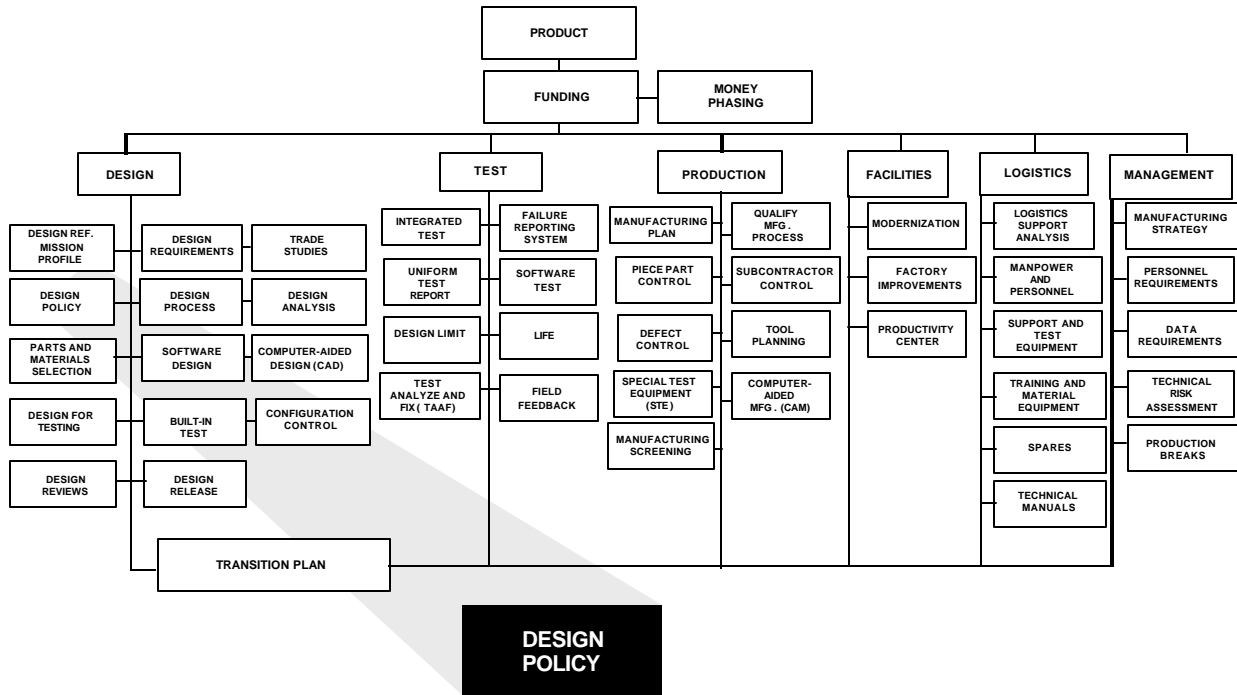 PRODUCT
FUNDING
MONEY
PHASING
DESIGN
TEST
PRODUCTION
FACILITIES
LOGISTICS
MANAGEMENT
DESIGN REF.
MISSION
PROFILE
DESIGN
REQUIREMENTS
TRADE
STUDIES
DESIGN
POLICY
DESIGN
PROCESS
DESIGN
ANALYSIS
PARTS AND
MATERIALS
SELECTION
SOFTWARE
DESIGN
COMPUTER-AIDED
DESIGN (CAD)
DESIGN FOR
TESTING
BUILT-IN
TEST
CONFIGURATION
CONTROL
DESIGN
REVIEWS
DESIGN
RELEASE
INTEGRATED
TEST
FAILURE
REPORTING
SYSTEM
UNIFORM
TEST
REPORT
SOFTWARE
TEST
DESIGN LIMIT
LIFE
TEST
ANALYZE AND
FIX ( TAAF)
FIELD
FEEDBACK
MANUFACTURING
PLAN
QUALIFY
MFG .
PROCESS
PIECE PART
CONTROL
SUBCONTRACTOR
CONTROL
DEFECT
CONTROL
TOOL
PLANNING
SPECIAL TEST
EQUIPMENT
(STE)
COMPUTER-
AIDED
MFG . (CAM)
MANUFACTURING
SCREENING
MODERNIZATION
FACTORY
IMPROVEMENTS
PRODUCTIVITY
CENTER
LOGISTICS
SUPPORT
ANALYSIS
MANPOWER
AND
PERSONNEL
SUPPORT AND
TEST
EQUIPMENT
TRAINING AND
MATERIAL
EQUIPMENT
SPARES
TECHNICAL
MANUALS
MANUFACTURING
STRATEGY
PERSONNEL
REQUIREMENTS
DATA
REQUIREMENTS
TECHNICAL
RISK
ASSESSMENT
PRODUCTION
BREAKS
TRANSITION PLAN
DESIGN
POLICY